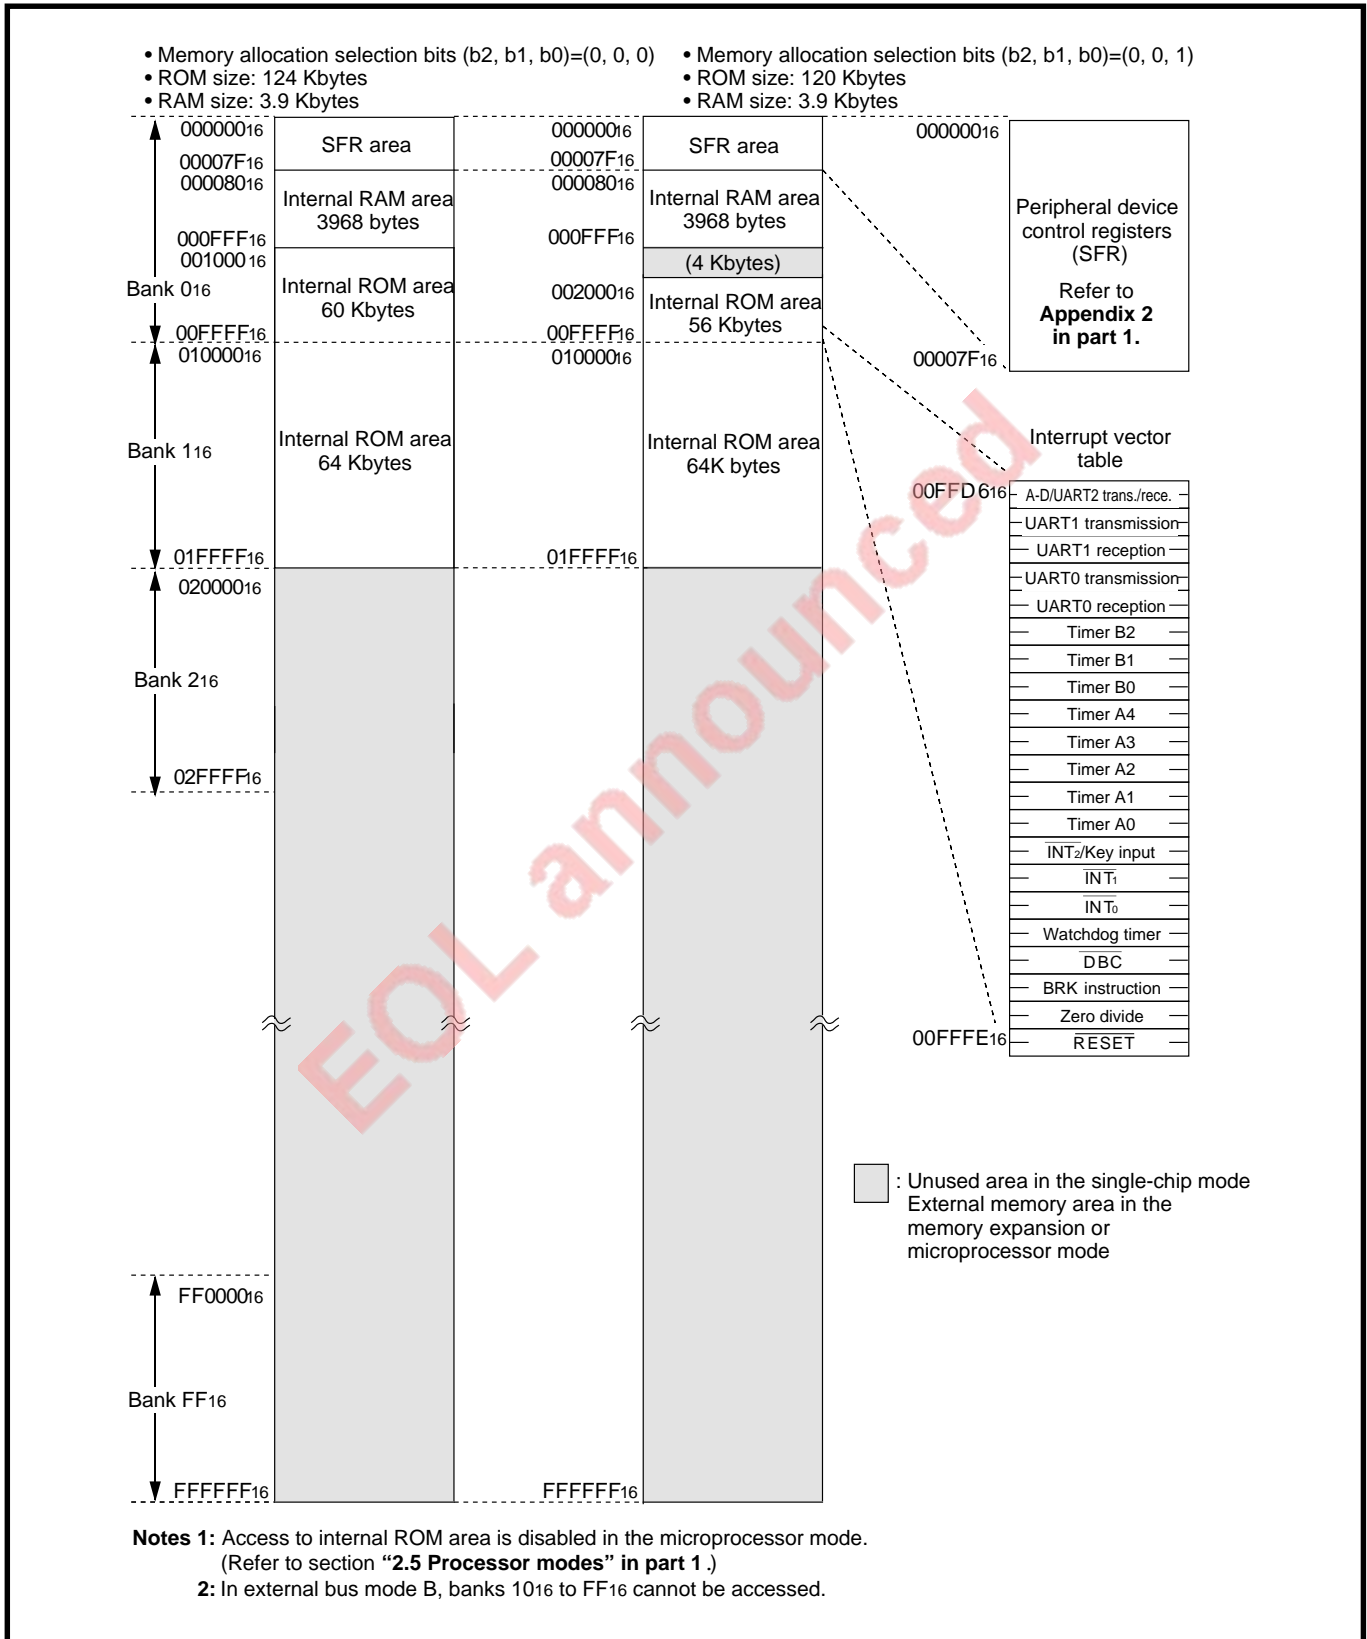 • Memory allocation selection bits (b2, b1, b0)=(0, 0, 0)
• ROM size: 124 Kbytes
• RAM size: 3.9 Kbytes
• Memory allocation selection bits (b2, b1, b0)=(0, 0, 1)
• ROM size: 120 Kbytes
• RAM size: 3.9 Kbytes
00000016
SFR area
00007F16
00008016
Internal RAM area
3968 bytes
000FFF16
00100016
Bank 016
Internal ROM area
60 Kbytes
00FFFF16
01000016
Bank 116
Internal ROM area
64 Kbytes
01FFFF16
02000016
Bank 216
02FFFF16
FF000016
Bank FF16
FFFFFF16
00000016
SFR area
00007F16
00008016
Internal RAM area
3968 bytes
000FFF16
(4 Kbytes)
00200016
Internal ROM area
56 Kbytes
00FFFF16
01000016
Internal ROM area
64K bytes
01FFFF16
FFFFFF16
00000016
Peripheral device
control registers
(SFR)
Refer to
Appendix 2
in part 1.
00007F16
Interrupt vector
table
00FFD616
A-D/UART2 trans./rece.
UART1 transmission
UART1 reception
UART0 transmission
UART0 reception
Timer B2
Timer B1
Timer B0
Timer A4
Timer A3
Timer A2
Timer A1
Timer A0
INT2/Key input
INT1
INT0
Watchdog timer
DBC
BRK instruction
Zero divide
RESET
00FFFE16
EOL announced
: Unused area in the single-chip mode
External memory area in the
memory expansion or
microprocessor mode
Notes 1: Access to internal ROM area is disabled in the microprocessor mode.
(Refer to section “2.5 Processor modes” in part 1 .)
2: In external bus mode B, banks 1016 to FF16 cannot be accessed.